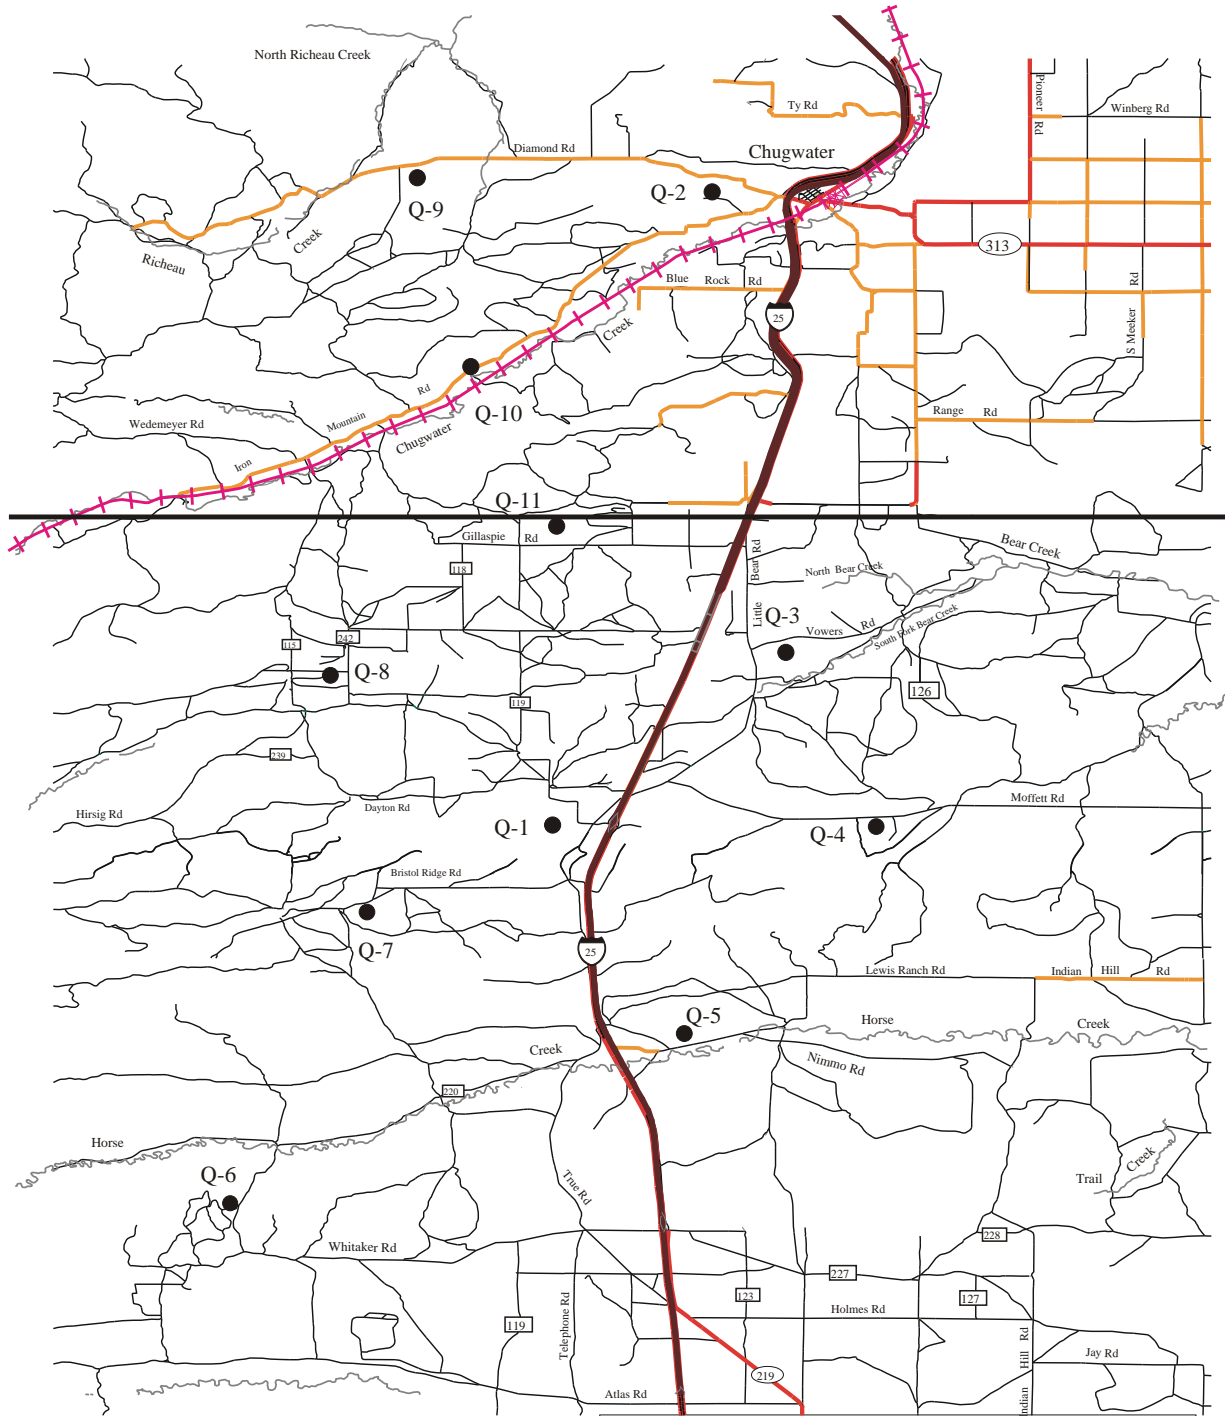 North Richeau Creek
Pioneer Rd
Ty Rd
Winberg Rd
Diamond Rd
Chugwater
Q-2
Q-9
Creek
Richeau
313
Blue Rock Rd
Rd
S Meeker
25
Creek
Rd
Q-10
Mountain
Wedemeyer Rd
Chugwater
Range Rd
Iron
Q-11
Gillaspie Rd
Bear Creek
Little Bear Rd
118
North Bear Creek
Q-3
Vowers Rd
South Fork Bear Creek
115
242
Q-8
126
119
239
Hirsig Rd
Dayton Rd
Moffett Rd
Q-1
Q-4
Bristol Ridge Rd
Q-7
25
Lewis Ranch Rd
Indian Hill Rd
Q-5
Horse
Creek
Creek
Nimmo Rd
220
Horse
Q-6
True Rd
Trail
Creek
Whitaker Rd
228
227
123
127
Holmes Rd
119
Telephone Rd
Indian Hill Rd
Jay Rd
219
Atlas Rd